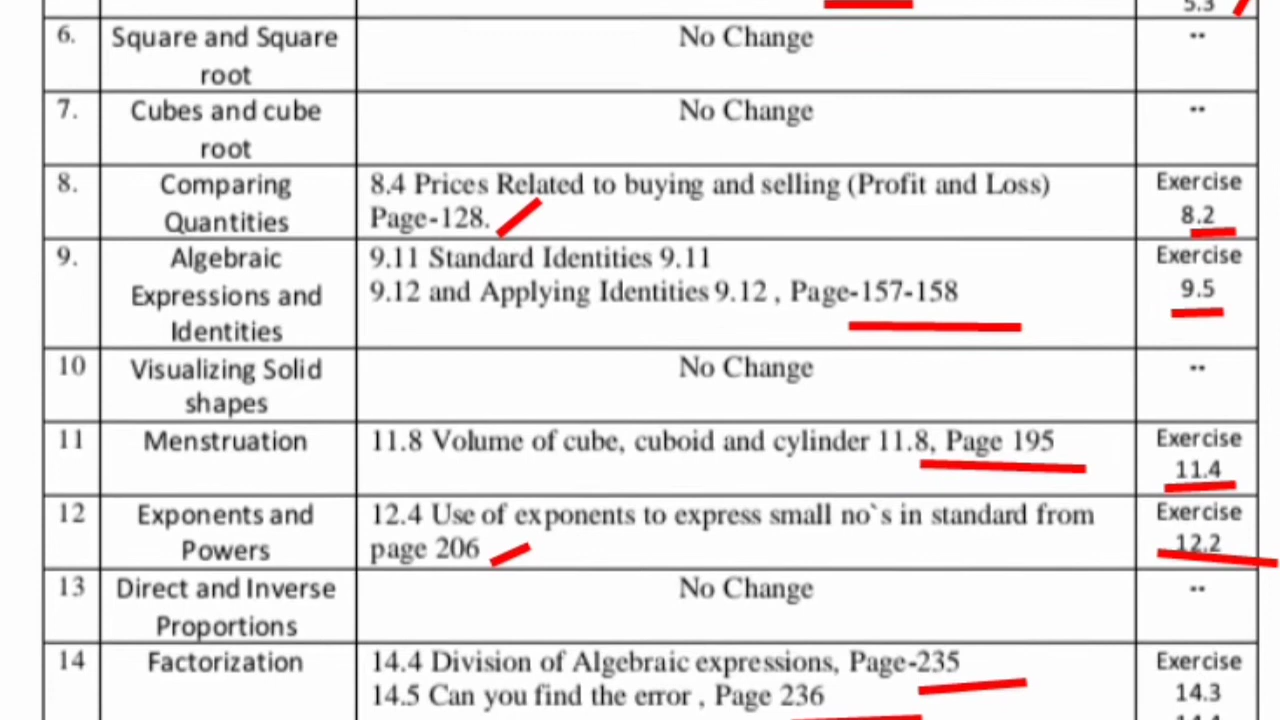 5.3
6. Square and Square root No Change --
7. Cubes and cube root No Change --
8. Comparing Quantities 8.4 Prices Related to buying and selling (Profit and Loss) Page-128. Exercise 8.2
9. Algebraic Expressions and Identities 9.11 Standard Identities 9.11 9.12 and Applying Identities 9.12 , Page-157-158 Exercise 9.5
10 Visualizing Solid shapes No Change --
11 Menstruation 11.8 Volume of cube, cuboid and cylinder 11.8, Page 195 Exercise 11.4
12 Exponents and Powers 12.4 Use of exponents to express small no`s in standard from page 206 Exercise 12.2
13 Direct and Inverse Proportions No Change --
14 Factorization 14.4 Division of Algebraic expressions, Page-235 14.5 Can you find the error , Page 236 Exercise 14.3